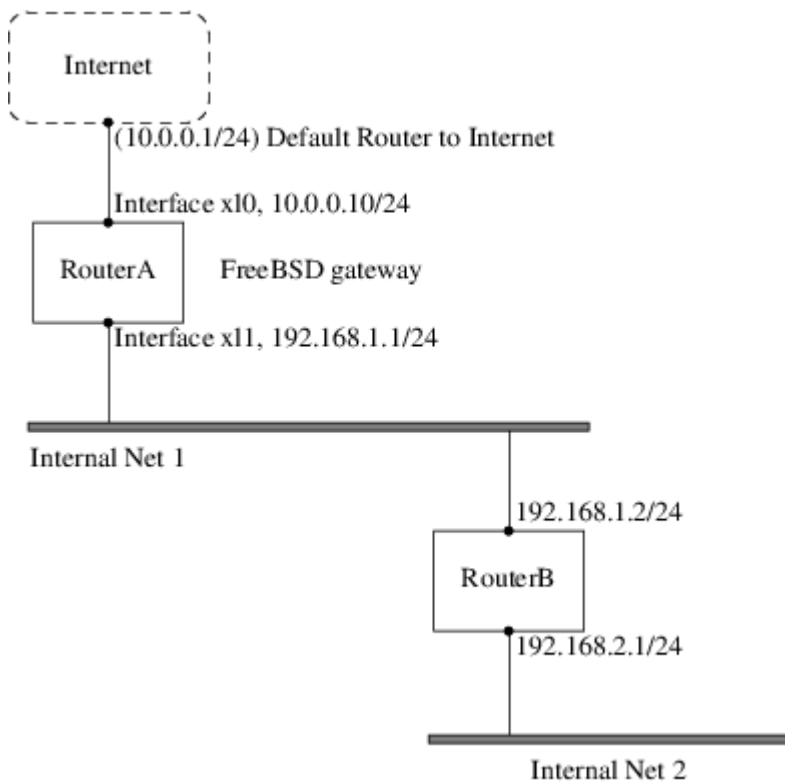 Internet
(10.0.0.1/24) Default Router to Internet
Interface xl0, 10.0.0.10/24
RouterA
FreeBSD gateway
Interface xl1, 192.168.1.1/24
Internal Net 1
192.168.1.2/24
RouterB
192.168.2.1/24
Internal Net 2